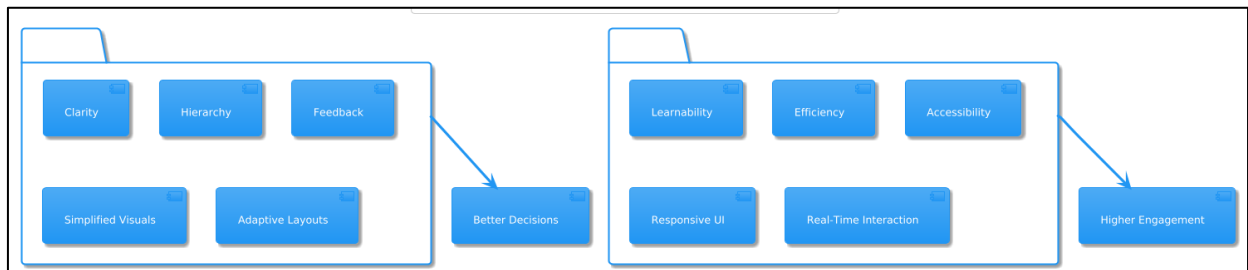 Clarity
Hierarchy
Feedback
Simplified Visuals
Adaptive Layouts
Better Decisions
Learnability
Efficiency
Accessibility
Responsive UI
Real-Time Interaction
Higher Engagement